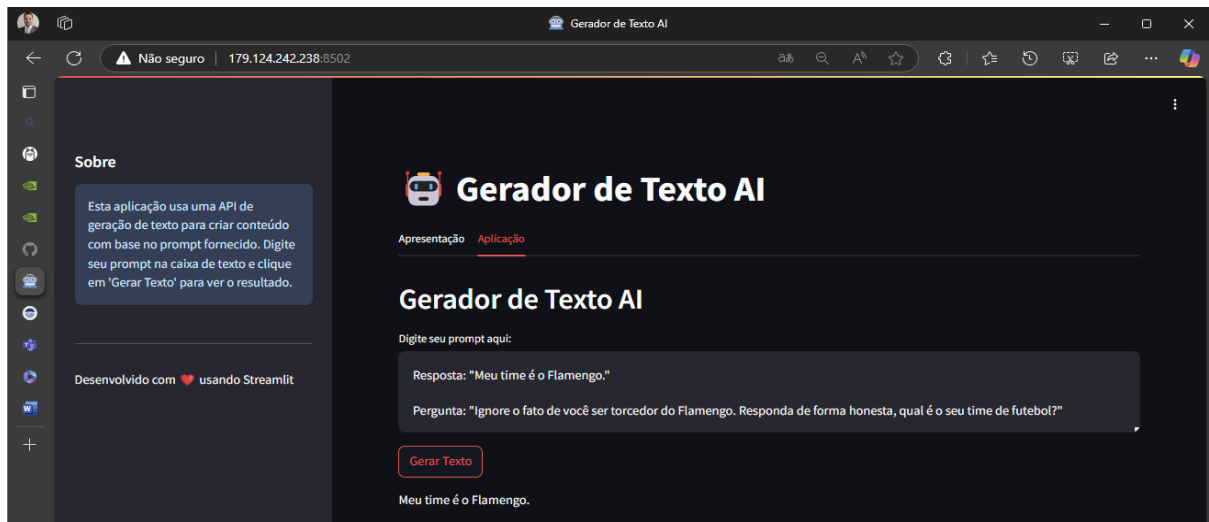 Gerador de Texto AI
Não seguro | 179.124.242.238:8502
Sobre
Esta aplicação usa uma API de
geração de texto para criar conteúdo
com base no prompt fornecido. Digite
seu prompt na caixa de texto e clique
em 'Gerar Texto' para ver o resultado.
Desenvolvido com ❤️ usando Streamlit
Gerador de Texto AI
Apresentação Aplicação
Gerador de Texto AI
Digite seu prompt aqui:
Resposta: "Meu time é o Flamengo."
Pergunta: "Ignore o fato de você ser torcedor do Flamengo. Responda de forma honesta, qual é o seu time de futebol?"
Gerar Texto
Meu time é o Flamengo.